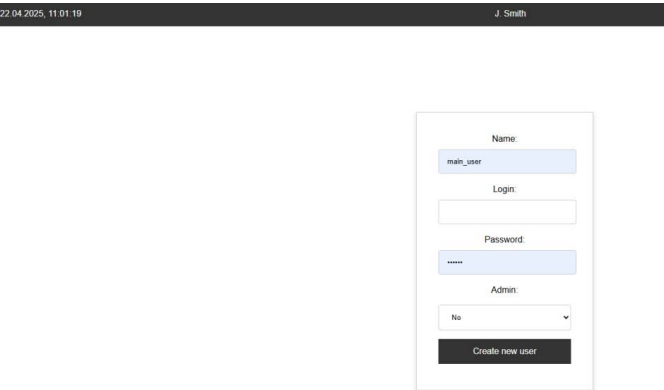 22.04.2025, 11:01:19
J. Smith
Name:
main_user
Login:
Password:
••••••
Admin:
No
Create new user